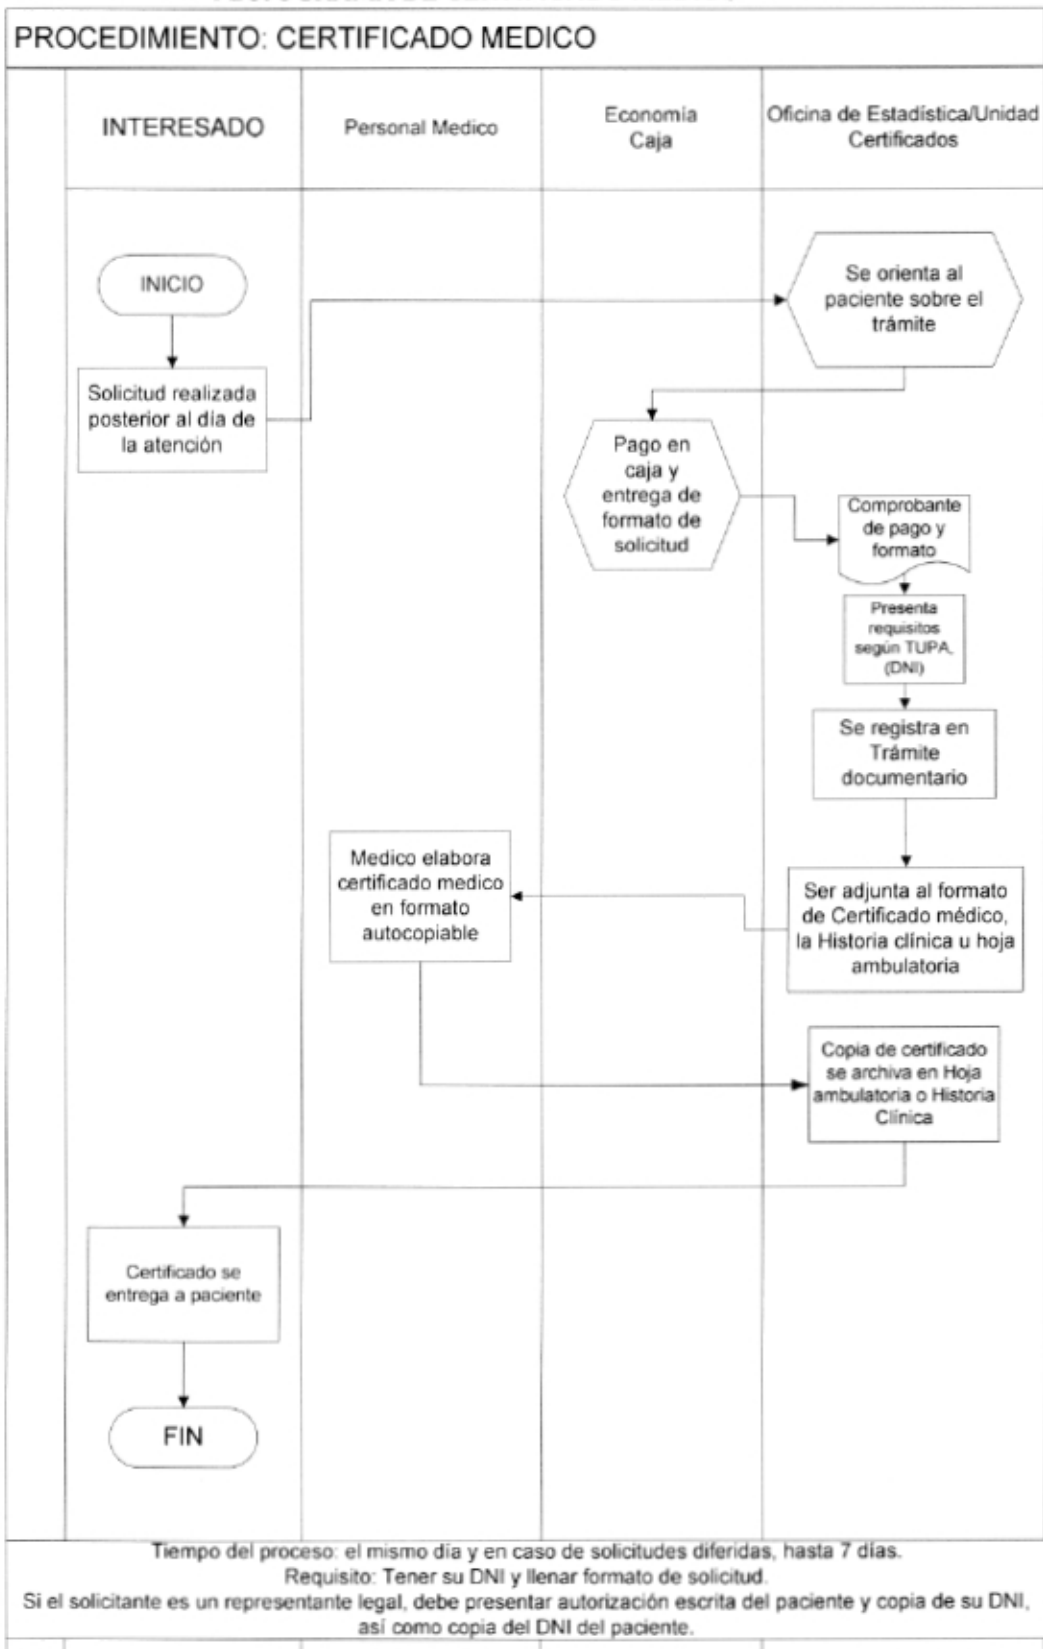 PROCEDIMIENTO: CERTIFICADO MEDICO
INTERESADO
Personal Medico
Economía
Caja
Oficina de Estadística/Unidad
Certificados
INICIO
Se orienta al
paciente sobre el
trámite
Solicitud realizada
posterior al día de
la atención
Pago en
caja y
entrega de
formato de
solicitud
Comprobante
de pago y
formato
Presenta
requisitos
según TUPA,
(DNI)
Se registra en
Trámite
documentario
Ser adjunta al formato
de Certificado médico,
la Historia clínica u hoja
ambulatoria
Medico elabora
certificado medico
en formato
autocopiable
Copia de certificado
se archiva en Hoja
ambulatoria o Historia
Clínica
Certificado se
entrega a paciente
FIN
Tiempo del proceso: el mismo día y en caso de solicitudes diferidas, hasta 7 días.
Requisito: Tener su DNI y llenar formato de solicitud.
Si el solicitante es un representante legal, debe presentar autorización escrita del paciente y copia de su DNI,
así como copia del DNI del paciente.